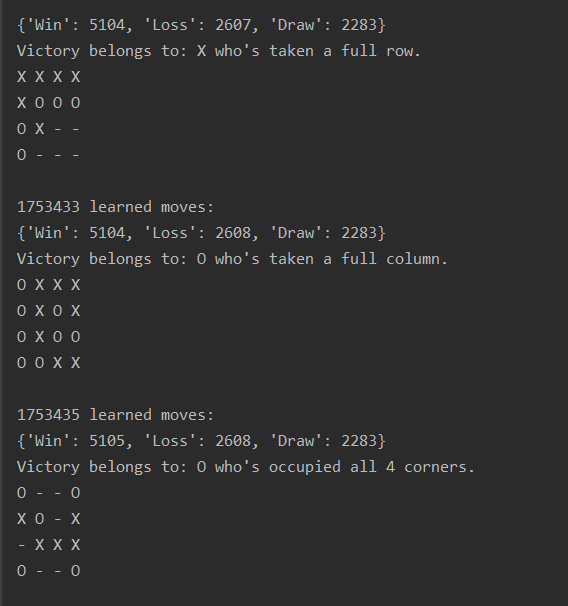 {'Win': 5104, 'Loss': 2607, 'Draw': 2283}
Victory belongs to: X who's taken a full row.
X X X X
X O O O
O X - -
O - - -
1753433 learned moves:
{'Win': 5104, 'Loss': 2608, 'Draw': 2283}
Victory belongs to: O who's taken a full column.
O X X X
O X O X
O X O O
O O X X
1753435 learned moves:
{'Win': 5105, 'Loss': 2608, 'Draw': 2283}
Victory belongs to: O who's occupied all 4 corners.
O - - O
X O - X
- X X X
O - - O